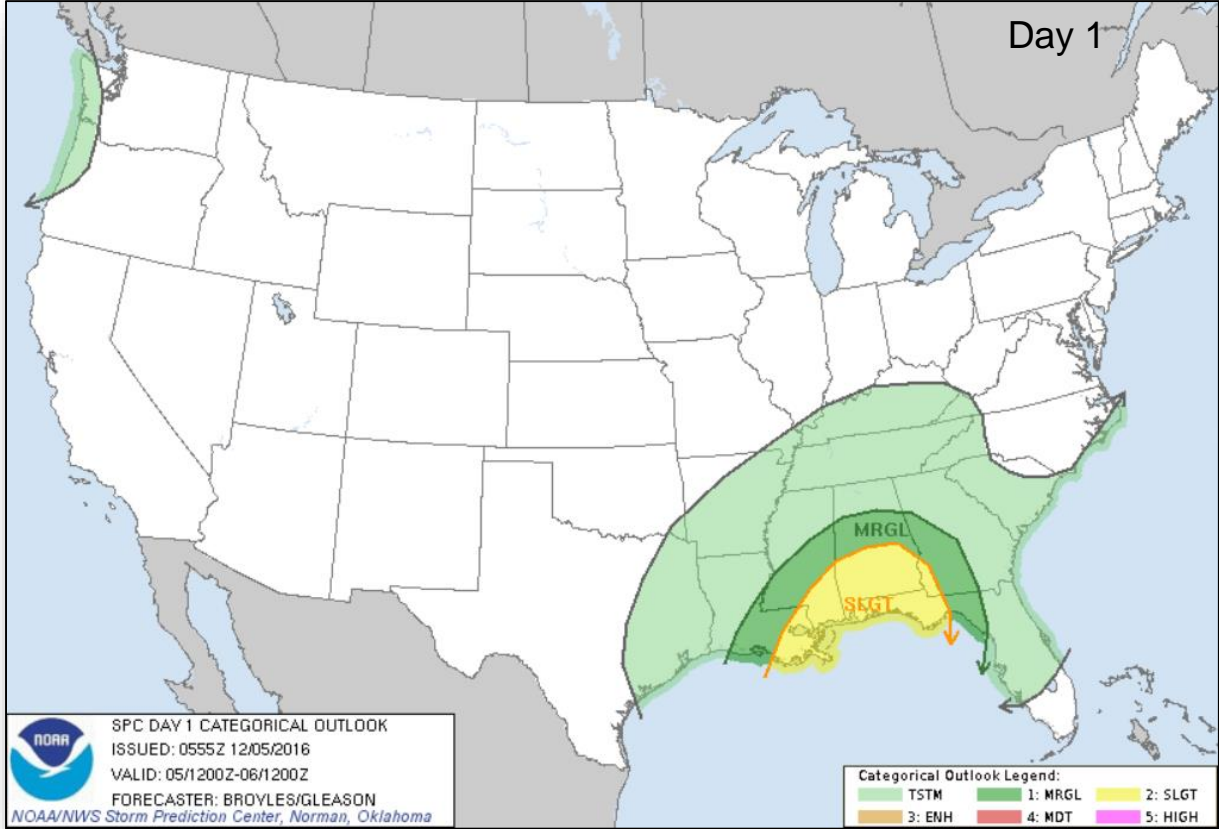 Day 1
MRGL
SLGT
NOAA
SPC DAY 1 CATEGORICAL OUTLOOK
ISSUED: 0555Z 12/05/2016
VALID: 05/1200Z-06/1200Z
FORECASTER: BROYLES/GLEASON
NOAA/NWS Storm Prediction Center, Norman, Oklahoma
Categorical Outlook Legend:
TSTM 1: MRGL 2: SLGT
3: ENH 4: MDT 5: HIGH